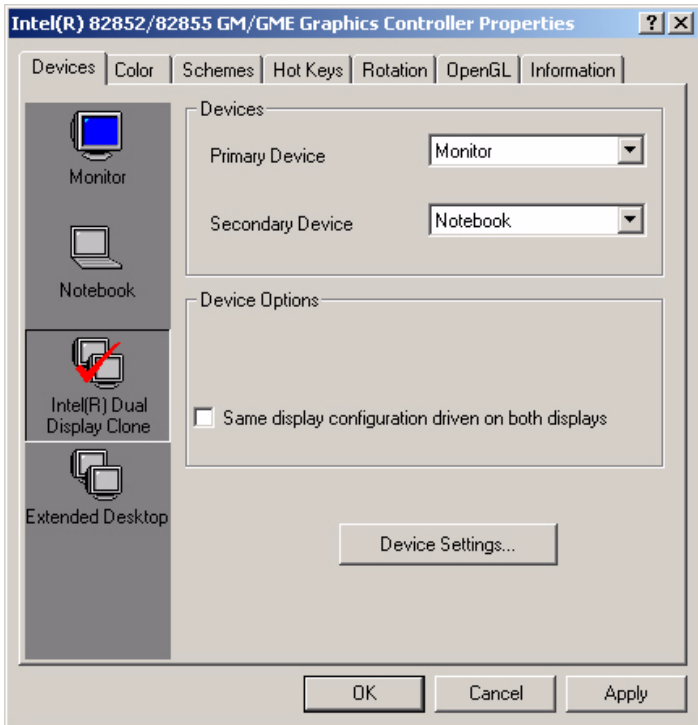 Intel(R) 82852/82855 GM/GME Graphics Controller Properties
Devices Color Schemes Hot Keys Rotation OpenGL Information
Monitor
Notebook
Intel(R) Dual
Display Clone
Extended Desktop
Devices
Primary Device Monitor
Secondary Device Notebook
Device Options
Same display configuration driven on both displays
Device Settings...
OK Cancel Apply